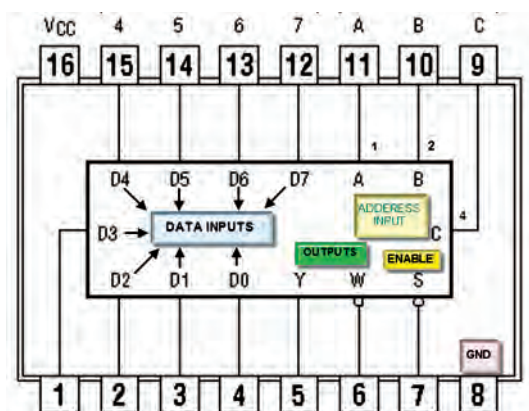 VCC 4 5 6 7 A B C
16 15 14 13 12 11 10 9
1 2
D4 D5 D6 D7 A B
ADDERESS
INPUT
D3 DATA INPUTS C 4
OUTPUTS ENABLE
D2 D1 D0 Y W S
GND
1 2 3 4 5 6 7 8